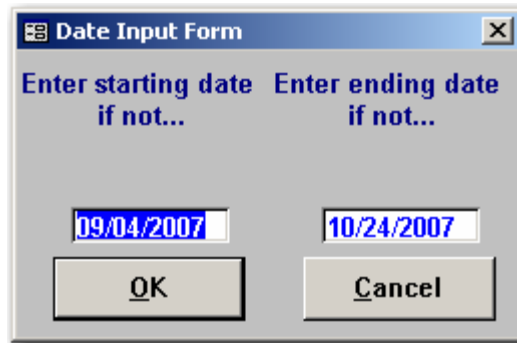 Date Input Form
Enter starting date
if not...
Enter ending date
if not...
09/04/2007
10/24/2007
OK
Cancel